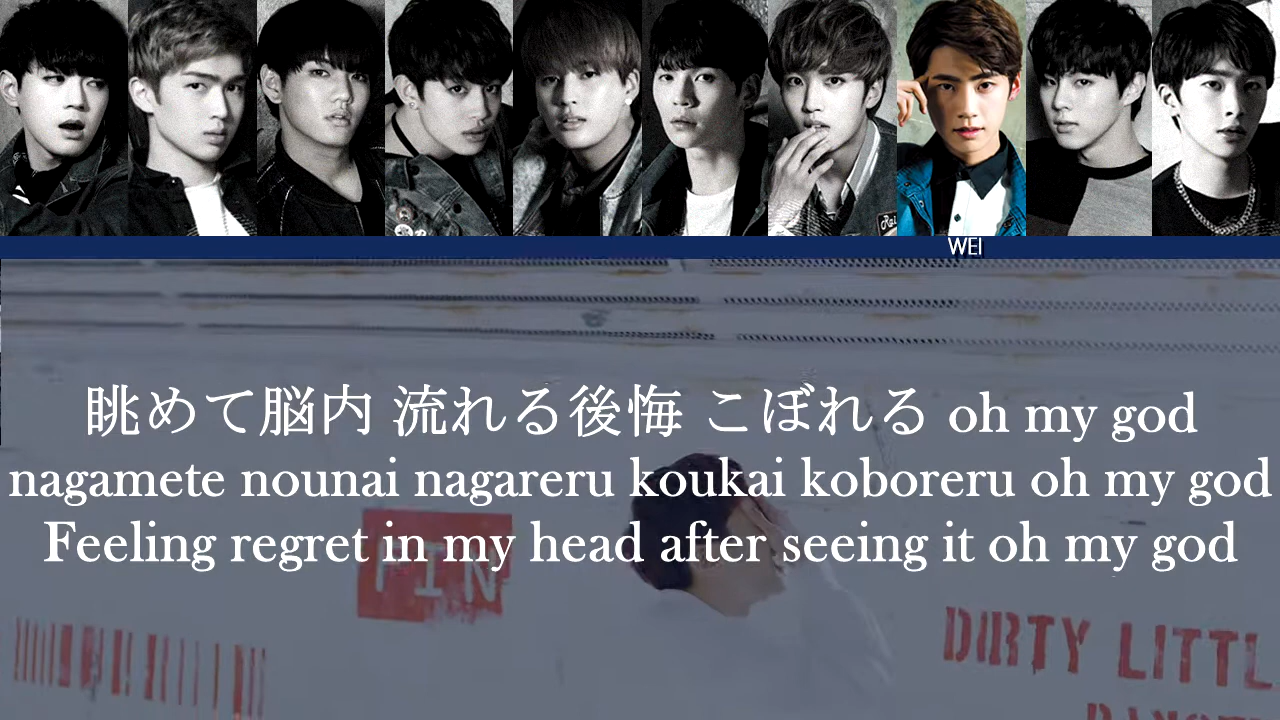 WEI
眺めて脳内 流れる後悔 こぼれる oh my god
nagamete nounai nagareru koukai koboreru oh my god
Feeling regret in my head after seeing it oh my god
DIRTY LITTL